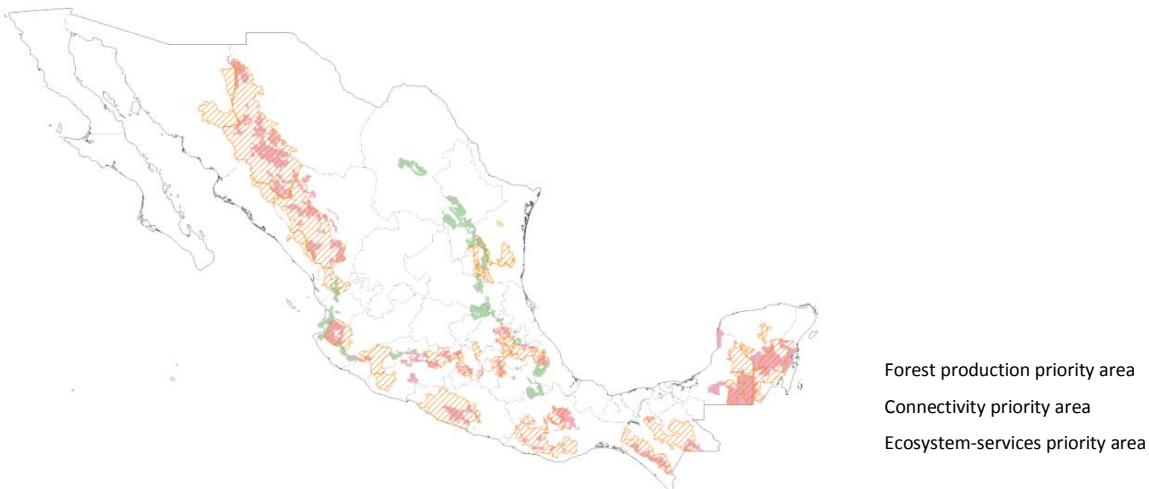 Forest production priority area
Connectivity priority area
Ecosystem-services priority area